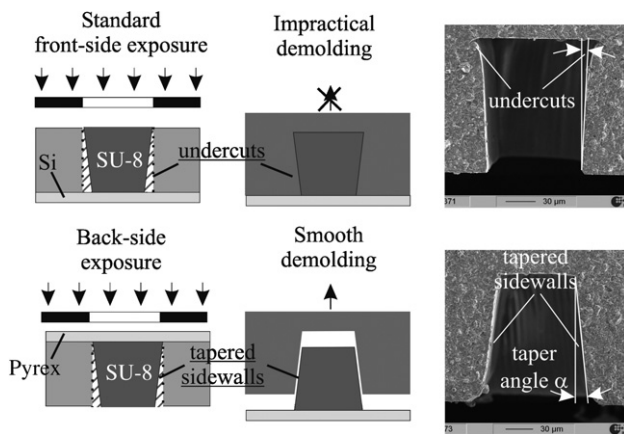 Standard
front-side exposure
Impractical
demolding
undercuts
SU-8
Si
undercuts
671
30 µm
Back-side
exposure
Smooth
demolding
tapered
sidewalls
Pyrex
SU-8
tapered
sidewalls
taper
angle α
30 µm